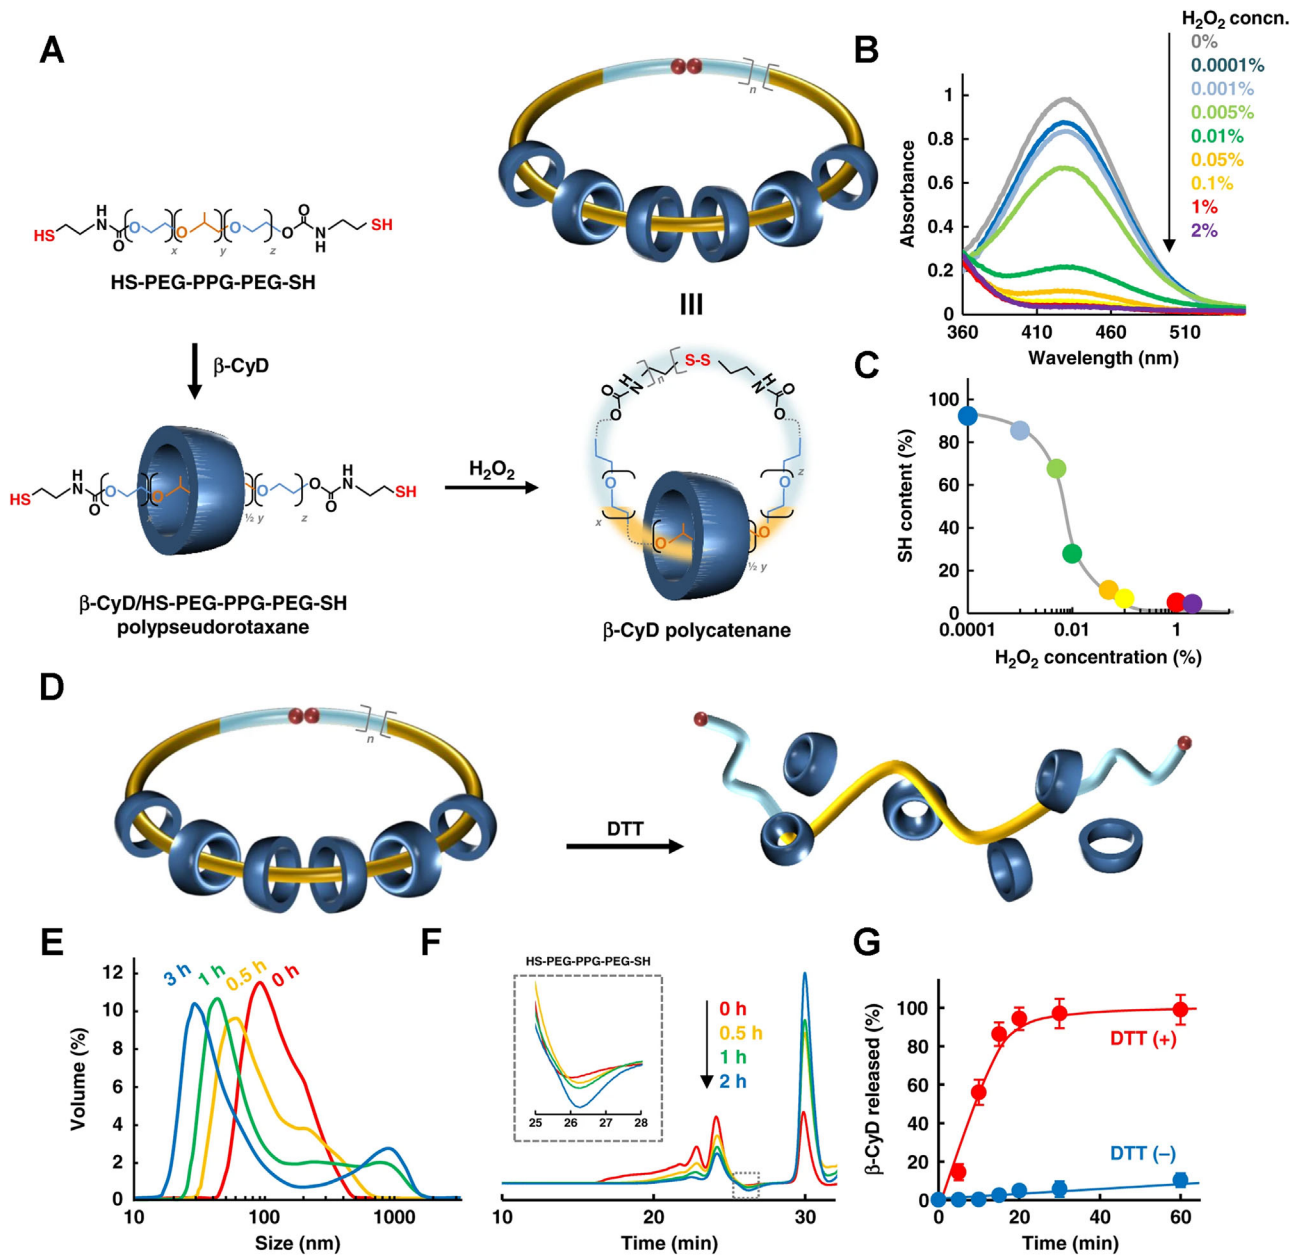 A
n
HS
H
N
O
O
O
O
O
O
O
N
H
SH
x
y
z
HS-PEG-PPG-PEG-SH
β-CyD
HS
H
N
O
O
O
O
O
O
O
N
H
SH
x
½ y
z
β-CyD/HS-PEG-PPG-PEG-SH
polypseudorotaxane
H₂O₂
III
S-S
n
O
H
N
O
H
N
O
O
O
O
x
z
O
O
½ y
β-CyD polycatenane
B
H₂O₂ concn.
0%
0.0001%
0.001%
0.005%
0.01%
0.05%
0.1%
1%
2%
Absorbance
1
0.8
0.6
0.4
0.2
0
360 410 460 510
Wavelength (nm)
C
SH content (%)
100
80
60
40
20
0
0.0001 0.01 1
H₂O₂ concentration (%)
D
n
DTT
E
Volume (%)
12
10
8
6
4
2
0
3 h
1 h
0.5 h
0 h
10 100 1000
Size (nm)
F
HS-PEG-PPG-PEG-SH
25 26 27 28
0 h
0.5 h
1 h
2 h
10 20 30
Time (min)
G
β-CyD released (%)
100
80
60
40
20
0
DTT (+)
DTT (–)
0 20 40 60
Time (min)